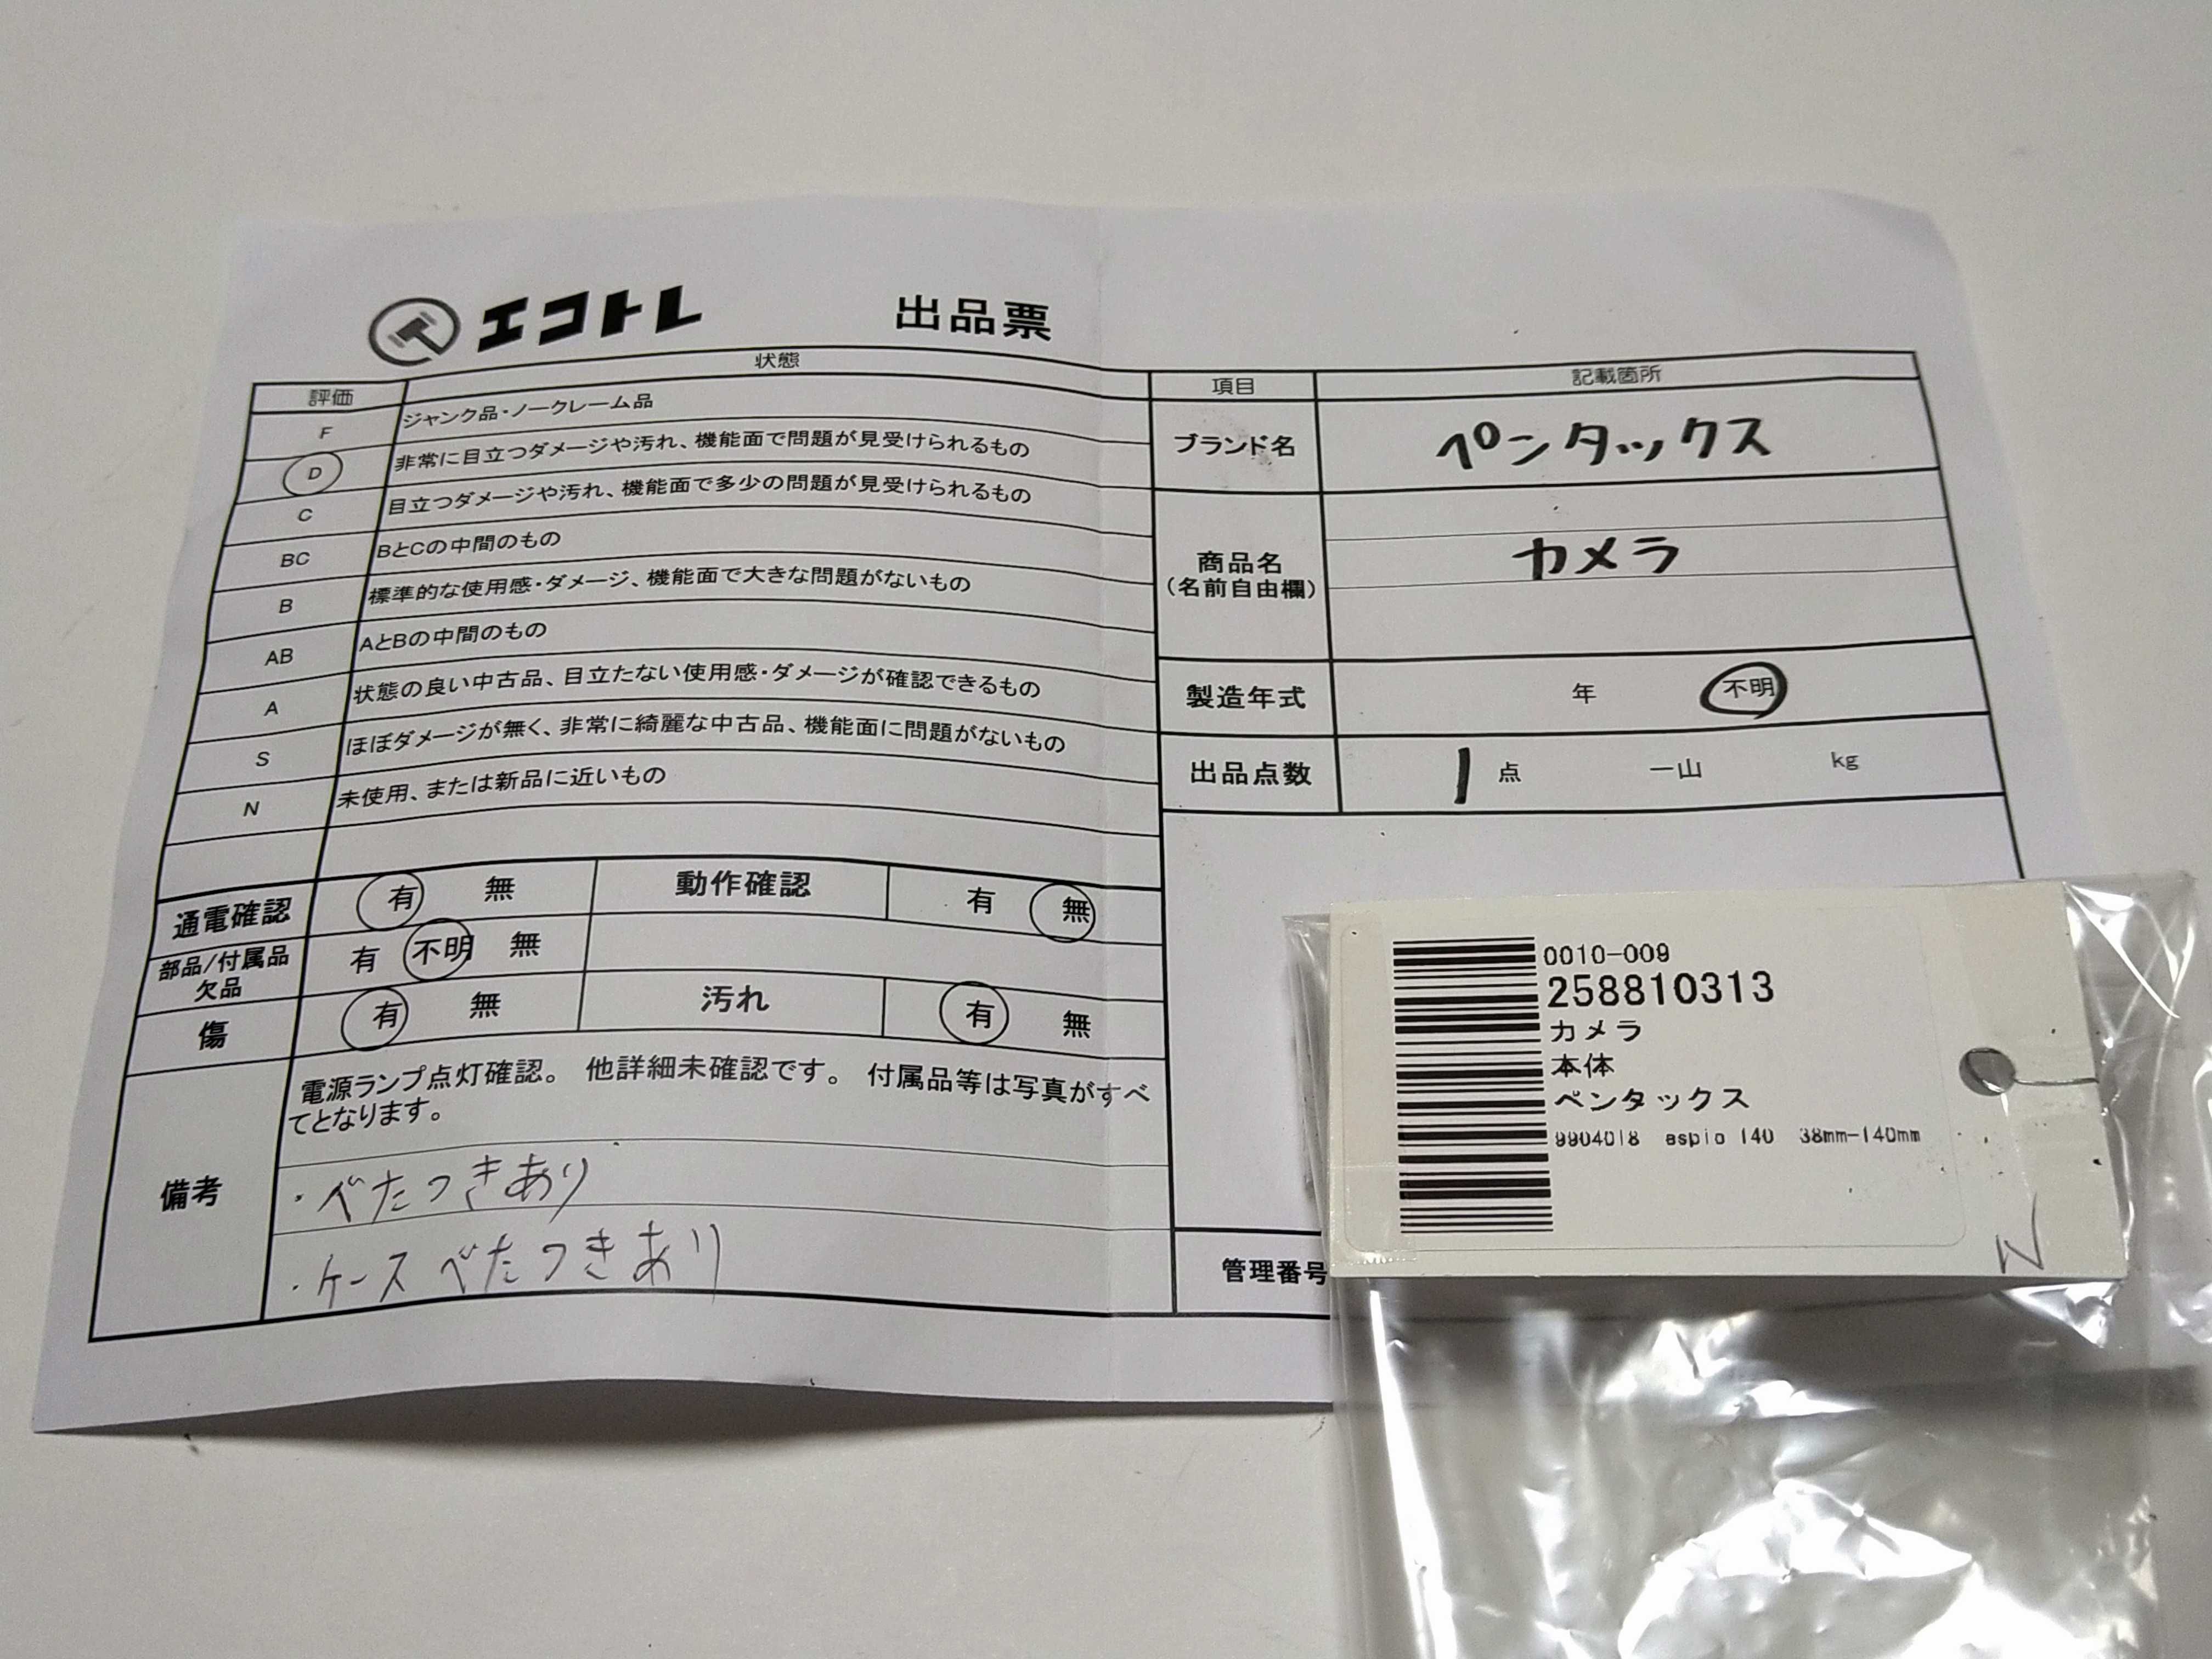 エコトレ 出品票
評価 状態
F ジャンク品・ノークレーム品
D 非常に目立つダメージや汚れ、機能面で問題が見受けられるもの
C 目立つダメージや汚れ、機能面で多少の問題が見受けられるもの
BC BとCの中間のもの
B 標準的な使用感・ダメージ、機能面で大きな問題がないもの
AB AとBの中間のもの
A 状態の良い中古品、目立たない使用感・ダメージが確認できるもの
S ほぼダメージが無く、非常に綺麗な中古品、機能面に問題がないもの
N 未使用、または新品に近いもの
通電確認 有 無 動作確認 有 無
部品/付属品
欠品 有 不明 無
傷 有 無 汚れ 有 無
備考
電源ランプ点灯確認。 他詳細未確認です。 付属品等は写真がすべ
てとなります。
・べたつきあり
・ケースべたつきあり
項目 記載箇所
ブランド名 ペンタックス
商品名
(名前自由欄) カメラ
製造年式 年 不明
出品点数 1 点 一山 kg
管理番号
0010-009
258810313
カメラ
本体
ペンタックス
9904018 espio 140 38mm-140mm